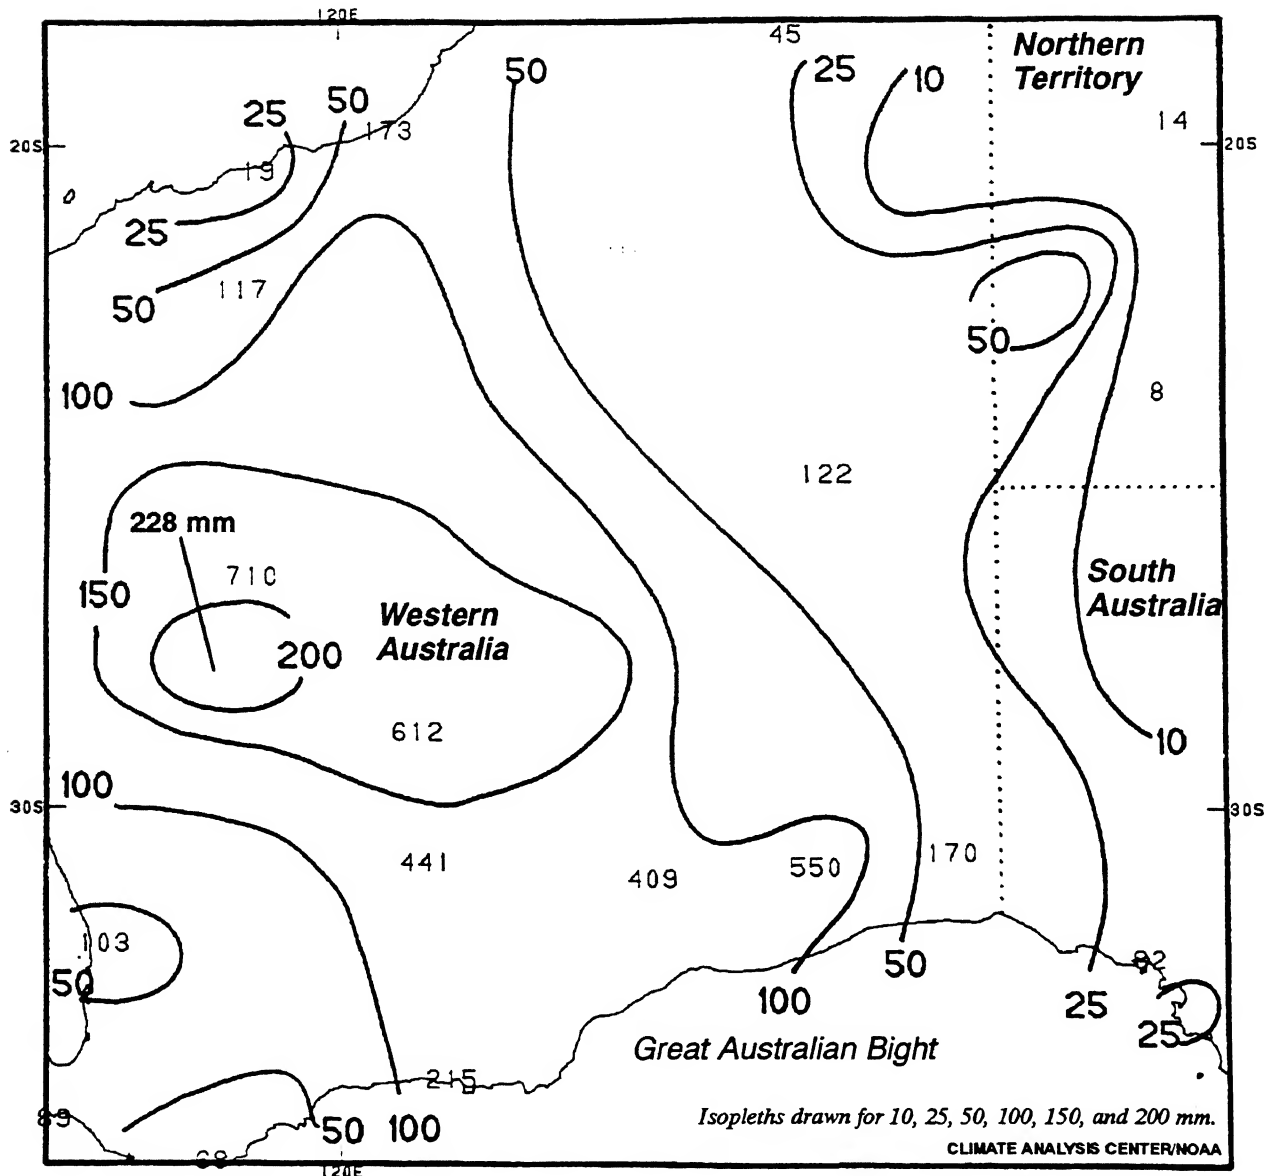 120E
45
50
25
10
Northern
Territory
25
50
173
14
20S
20S
19
25
117
50
50
100
8
122
228 mm
710
150
South
Australia
Western
Australia
200
612
10
100
30S
30S
441
409
550
170
103
50
50
82
100
25
25
Great Australian Bight
215
50
100
Isopleths drawn for 10, 25, 50, 100, 150, and 200 mm.
CLIMATE ANALYSIS CENTER/NOAA
120E